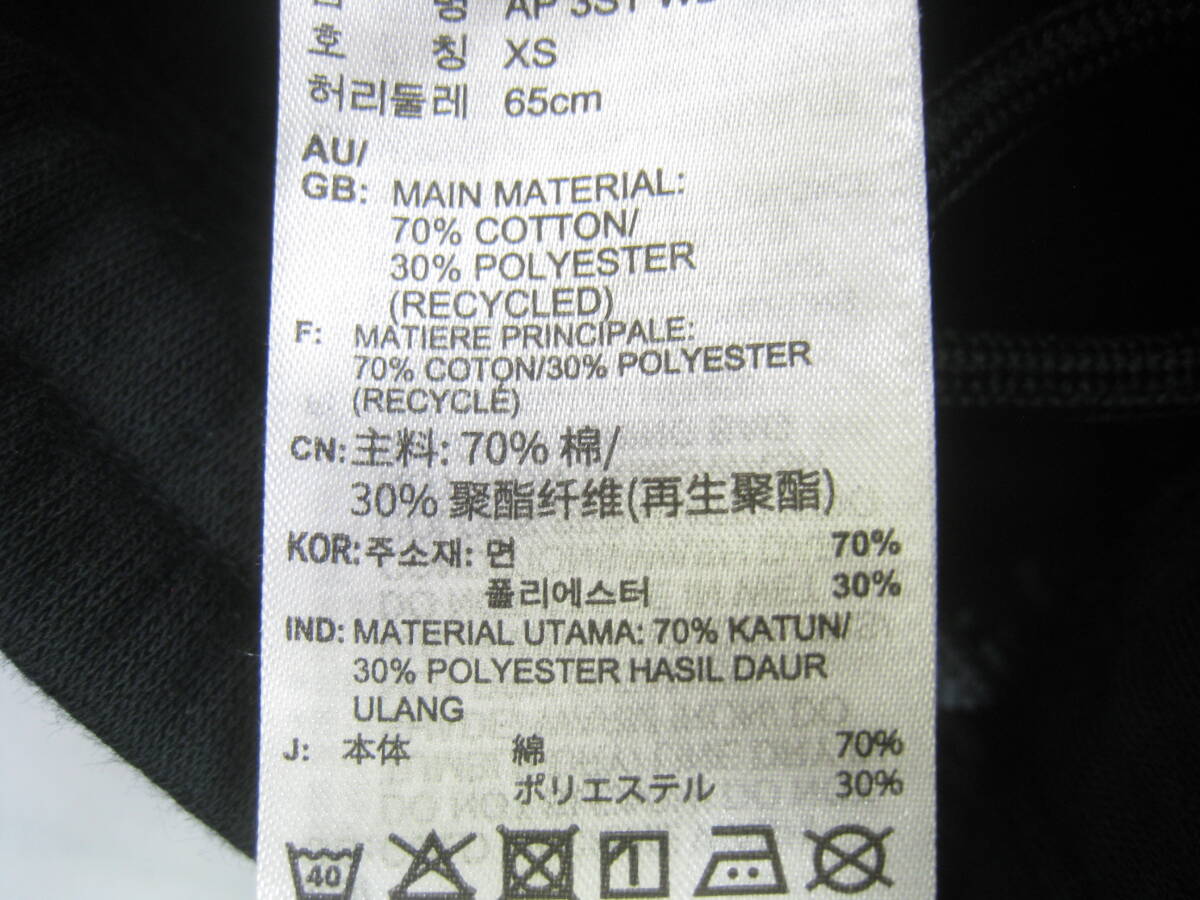 명 AP 3ST
호 칭 XS
허리둘레 65cm
AU/
GB: MAIN MATERIAL:
70% COTTON/
30% POLYESTER
(RECYCLED)
F: MATIERE PRINCIPALE:
70% COTON/30% POLYESTER
(RECYCLÉ)
CN: 主料: 70% 棉/
30% 聚酯纤维(再生聚酯)
KOR: 주소재: 면 70%
폴리에스터 30%
IND: MATERIAL UTAMA: 70% KATUN/
30% POLYESTER HASIL DAUR
ULANG
J: 本体 綿 70%
ポリエステル 30%
40